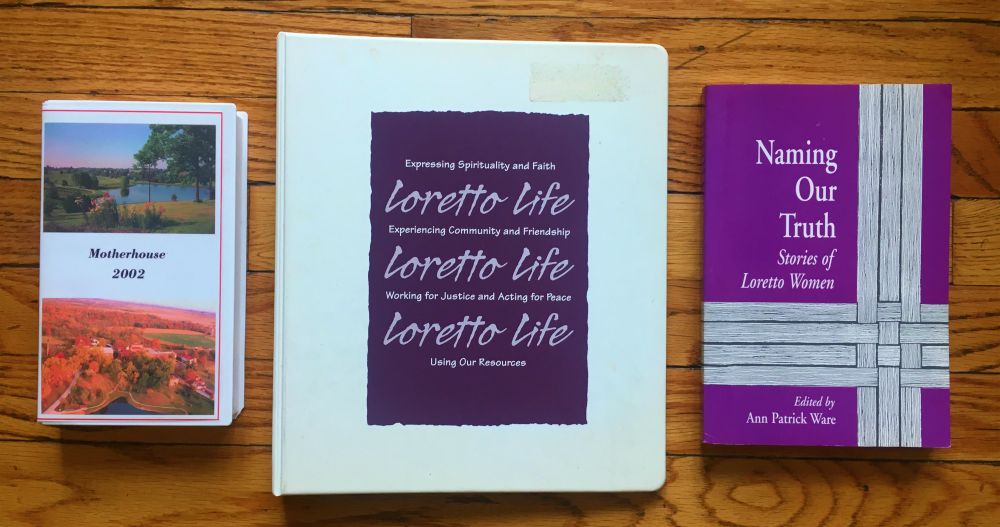 Motherhouse
2002
Expressing Spirituality and Faith
loretto life
Experiencing Community and Friendship
loretto life
Working for Justice and Acting for Peace
loretto life
Using Our Resources
Naming
Our
Truth
Stories of
Loretto Women
Edited by
Ann Patrick Ware